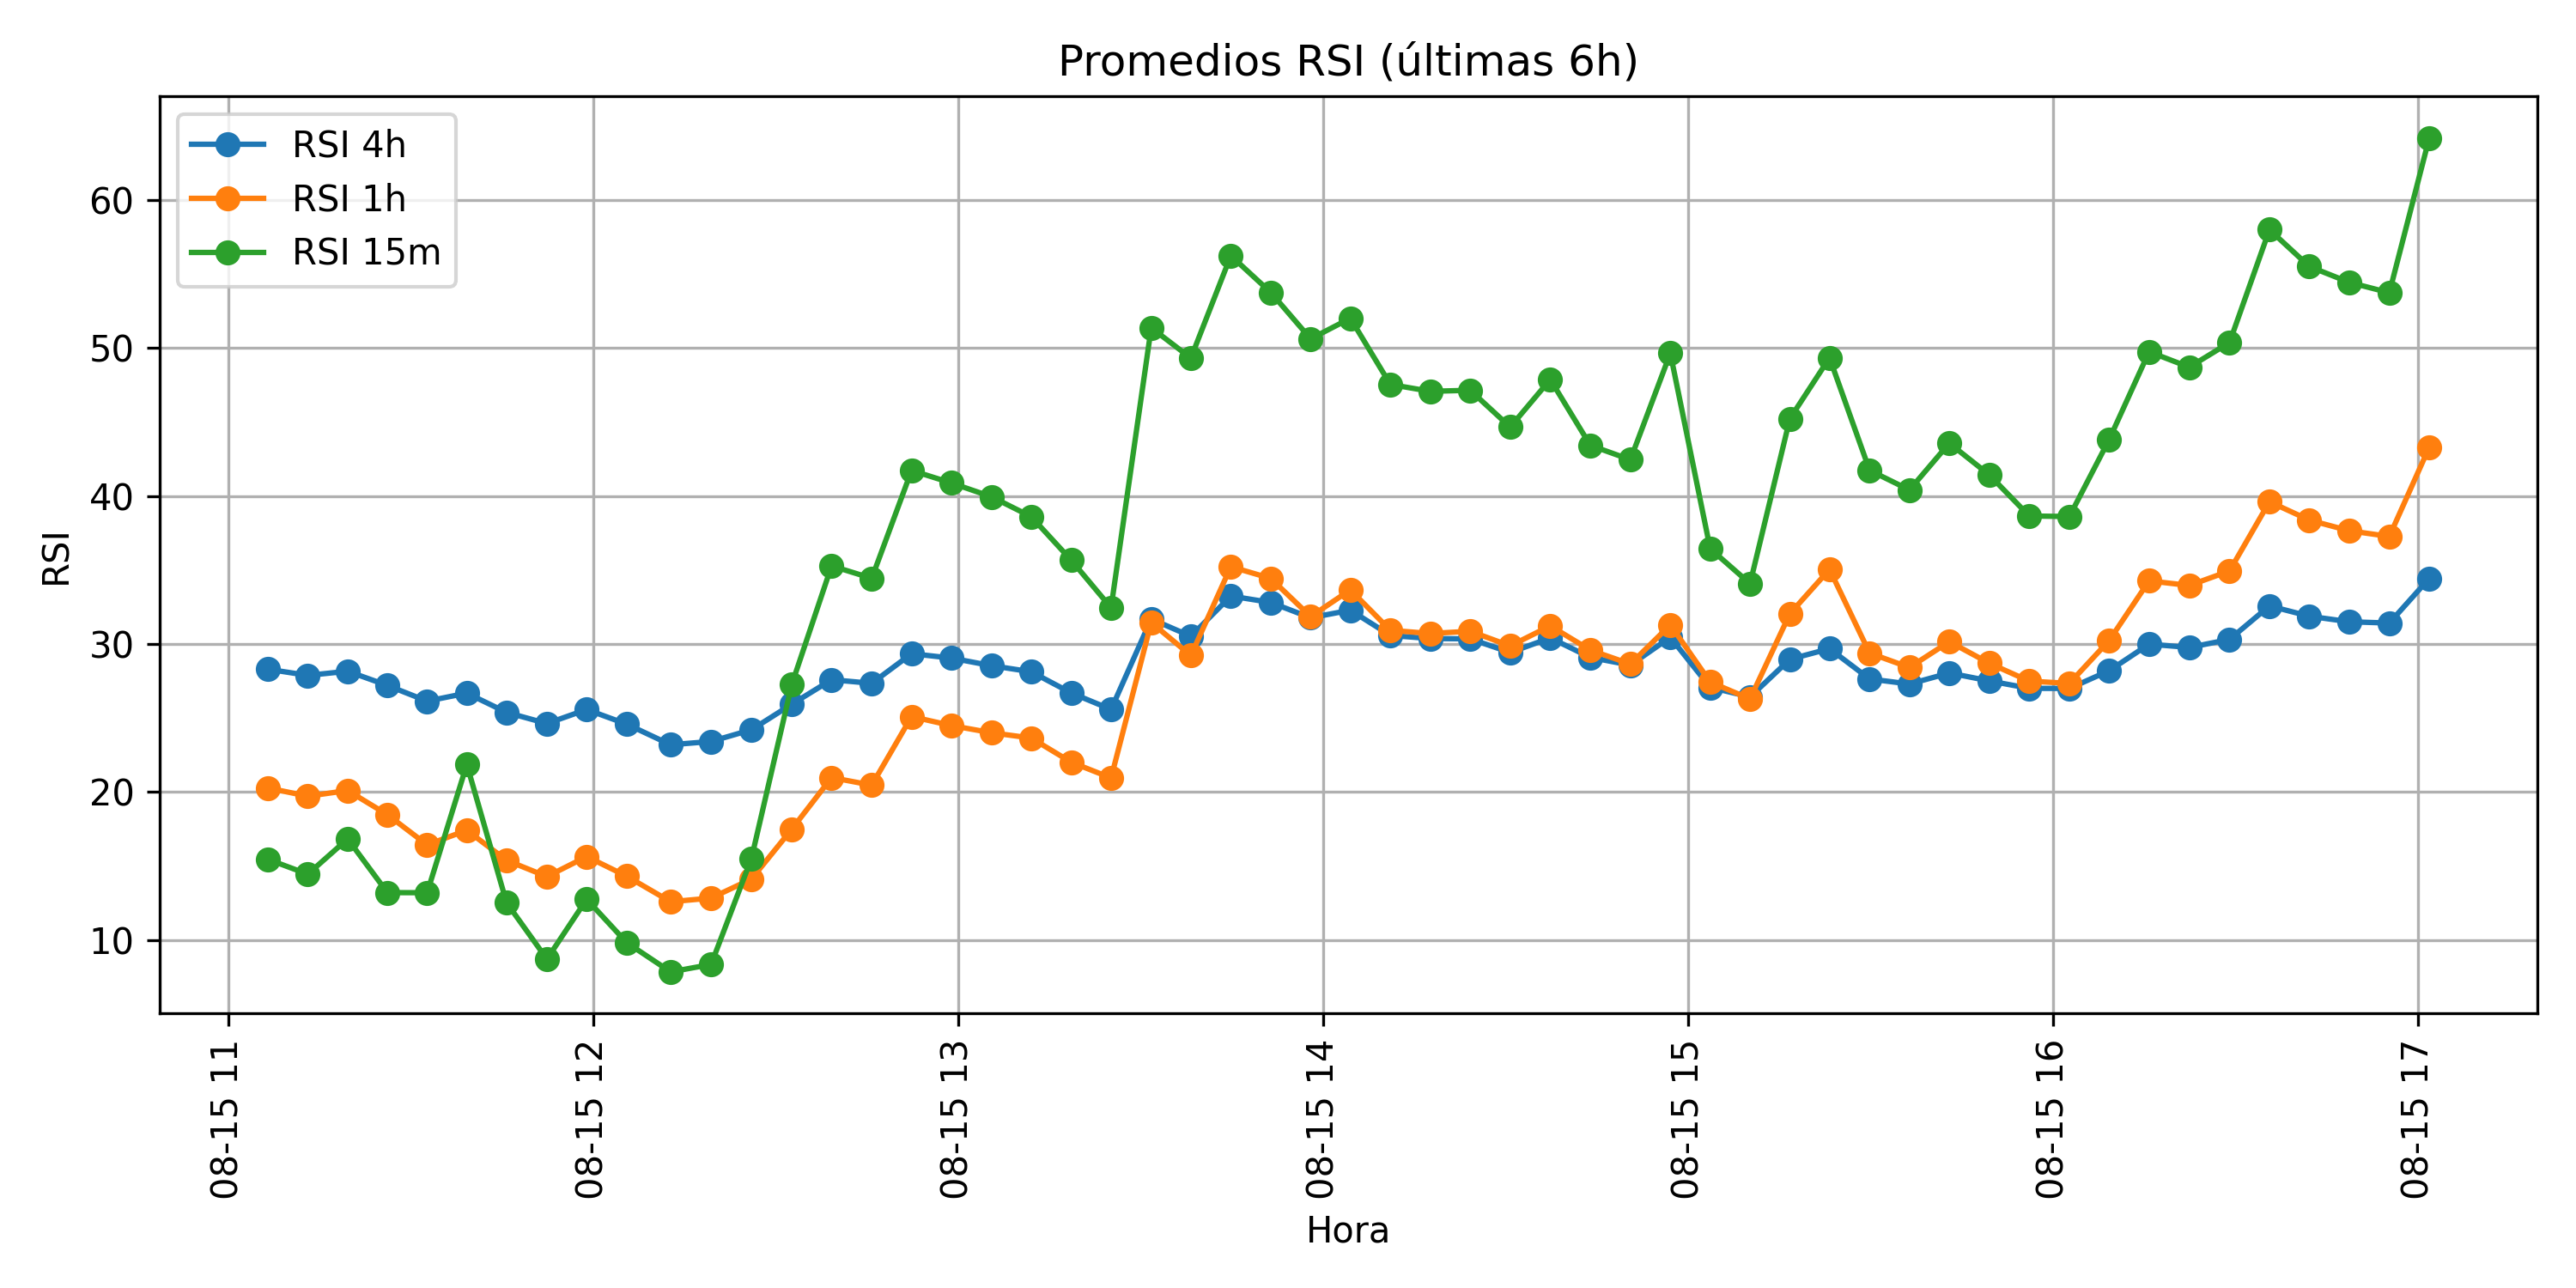 Promedios RSI (últimas 6h)
RSI 4h
RSI 1h
RSI 15m
RSI
60
50
40
30
20
10
08-15 11
08-15 12
08-15 13
08-15 14
08-15 15
08-15 16
08-15 17
Hora